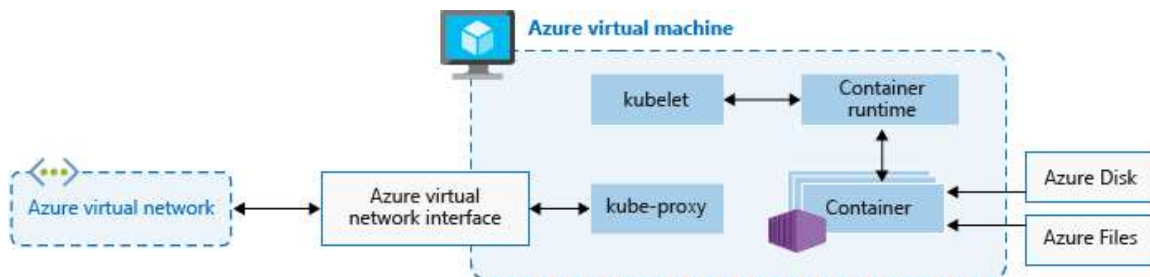 Azure virtual machine
kubelet
Container
runtime
Azure virtual network
Azure virtual
network interface
kube-proxy
Container
Azure Disk
Azure Files